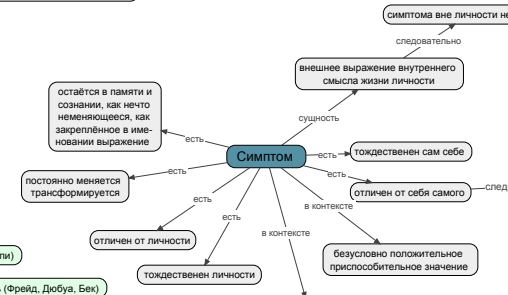 симптома вне личности не
следовательно
внешнее выражение внутреннего
смысла жизни личности
остаётся в памяти и
сознании, как нечто
неменяющееся, как
закреплённое в име-
новании выражение
сущность
есть
Симптом
есть
тождественен сам себе
постоянно меняется
трансформируется
есть
есть
отличен от себя самого
след
есть
в контексте
есть
в контексте
отличен от личности
безусловно положительное
приспособительное значение
тождественен личности
ли)
(Фрейд, Дюбуа, Бек)